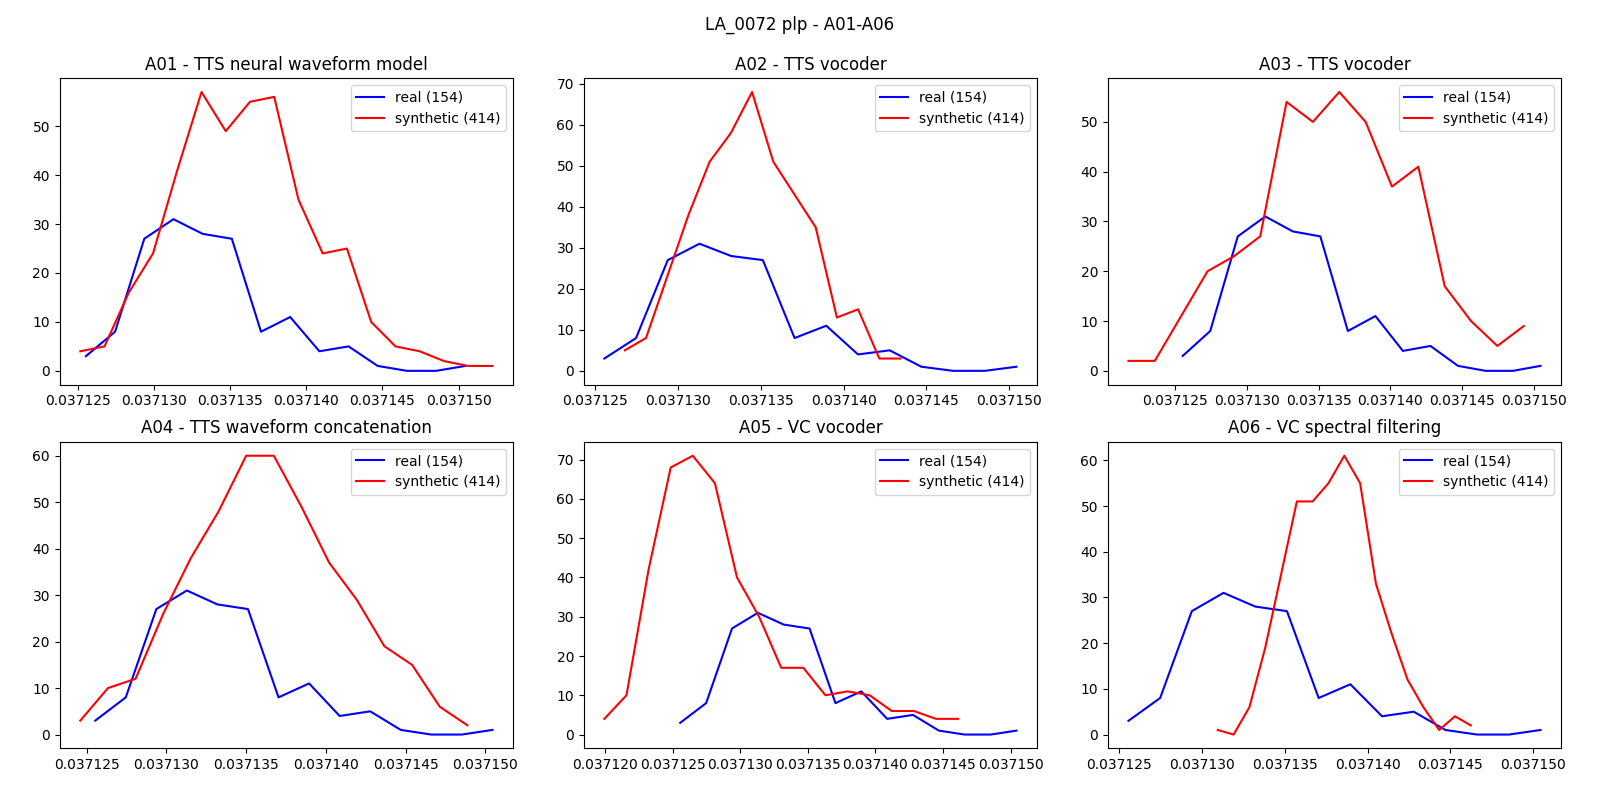 LA_0072 plp - A01-A06
A01 - TTS neural waveform model
real (154)
synthetic (414)
0
10
20
30
40
50
0.037125 0.037130 0.037135 0.037140 0.037145 0.037150
A02 - TTS vocoder
real (154)
synthetic (414)
0
10
20
30
40
50
60
70
0.037125 0.037130 0.037135 0.037140 0.037145 0.037150
A03 - TTS vocoder
real (154)
synthetic (414)
0
10
20
30
40
50
0.037125 0.037130 0.037135 0.037140 0.037145 0.037150
A04 - TTS waveform concatenation
real (154)
synthetic (414)
0
10
20
30
40
50
60
0.037125 0.037130 0.037135 0.037140 0.037145 0.037150
A05 - VC vocoder
real (154)
synthetic (414)
0
10
20
30
40
50
60
70
0.037120 0.037125 0.037130 0.037135 0.037140 0.037145 0.037150
A06 - VC spectral filtering
real (154)
synthetic (414)
0
10
20
30
40
50
60
0.037125 0.037130 0.037135 0.037140 0.037145 0.037150